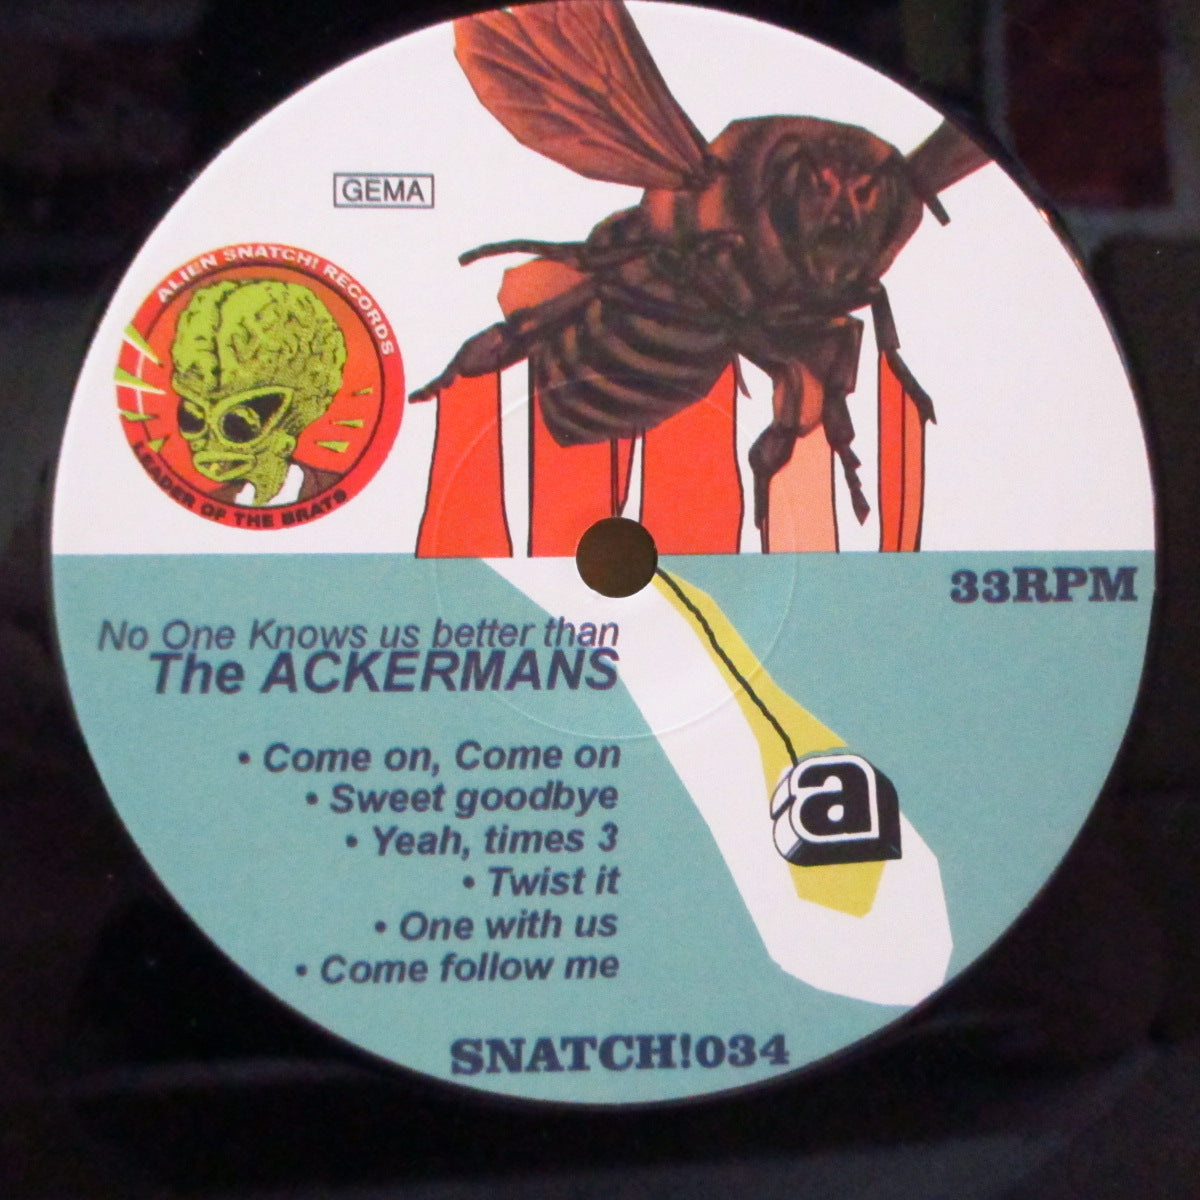 GEMA
ALIEN SNATCH! RECORDS
LEADER OF THE BRATS
33RPM
No One Knows us better than
The ACKERMANS
• Come on, Come on
• Sweet goodbye
• Yeah, times 3
• Twist it
• One with us
• Come follow me
a
SNATCH!034